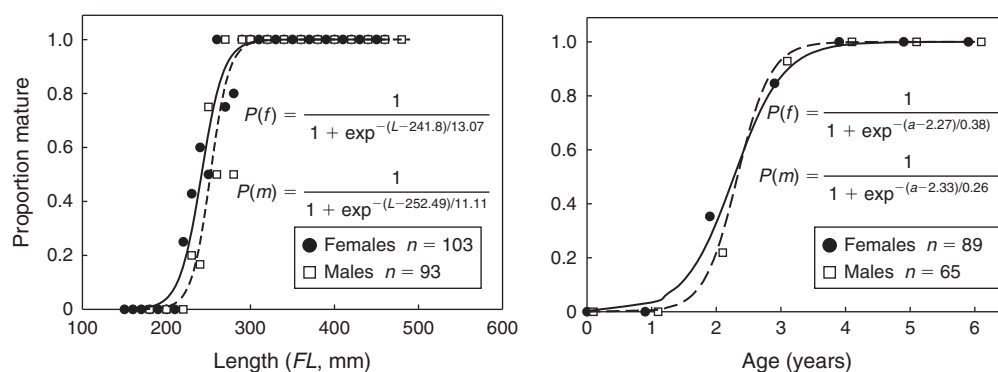 Proportion mature
1.0
0.8
0.6
0.4
0.2
0
100 200 300 400 500 600
Length (FL, mm)
P(f) = 1 / 1 + exp^-(L-241.8)/13.07
P(m) = 1 / 1 + exp^-(L-252.49)/11.11
Females n = 103
Males n = 93
1.0
0.8
0.6
0.4
0.2
0
0 1 2 3 4 5 6
Age (years)
P(f) = 1 / 1 + exp^-(a-2.27)/0.38)
P(m) = 1 / 1 + exp^-(a-2.33)/0.26
Females n = 89
Males n = 65